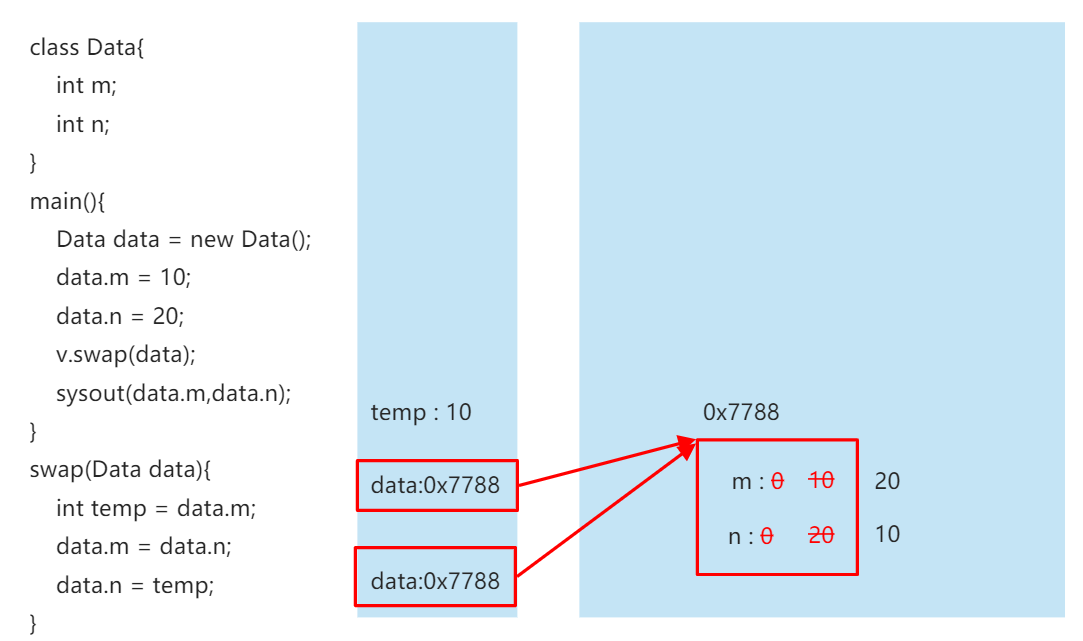 class Data{
int m;
int n;
}
main(){
Data data = new Data();
data.m = 10;
data.n = 20;
v.swap(data);
sysout(data.m,data.n);
}
swap(Data data){
int temp = data.m;
data.m = data.n;
data.n = temp;
}
temp : 10
data:0x7788
data:0x7788
0x7788
m : 0 10 20
n : 0 20 10